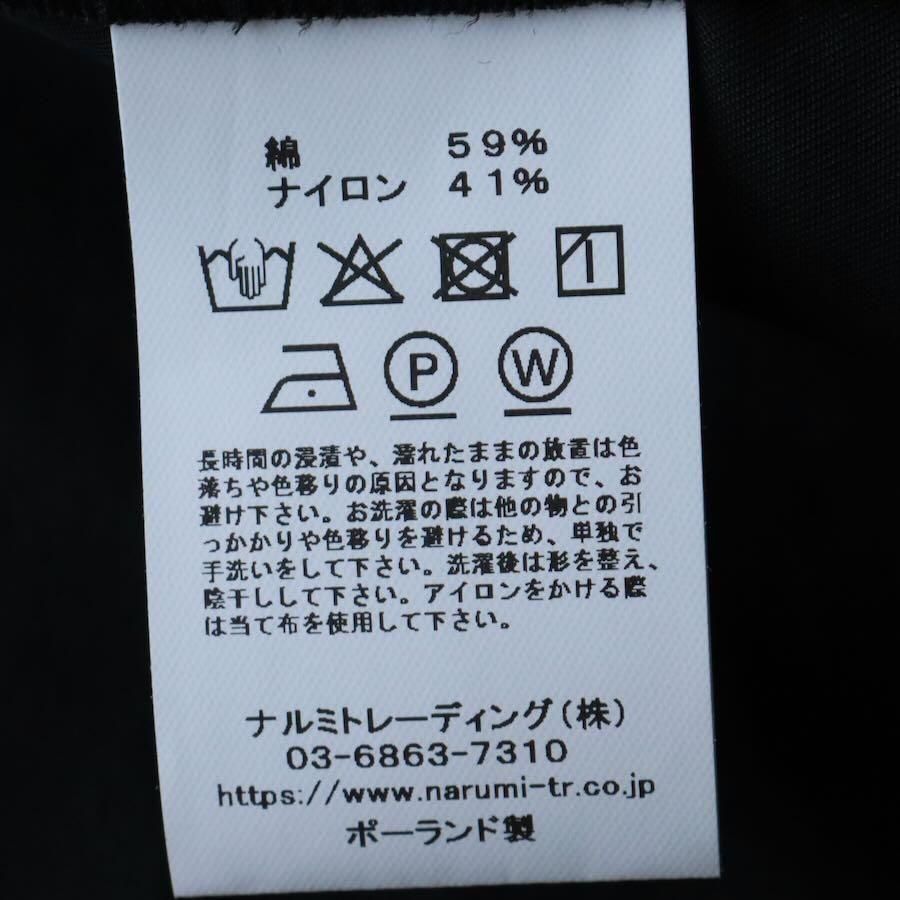 綿 59%
ナイロン 41%
P W
長時間の浸漬や、濡れたままの放置は色
落ちや色移りの原因となりますので、お
避け下さい。お洗濯の際は他の物との引
っかかりや色移りを避けるため、単独で
手洗いをして下さい。洗濯後は形を整え、
陰干しして下さい。アイロンをかける際
は当て布を使用して下さい。
ナルミトレーディング(株)
03-6863-7310
https://www.narumi-tr.co.jp
ポーランド製